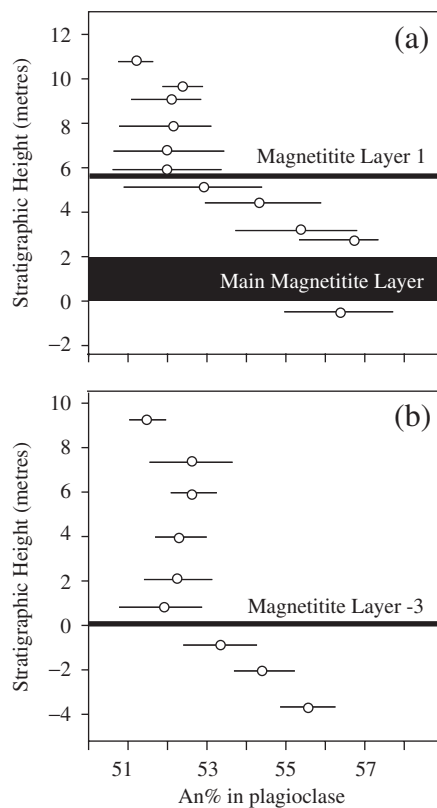 (a)
Stratigraphic Height (metres)
12
10
8
6
4
2
0
−2
Magnetitite Layer 1
Main Magnetitite Layer
(b)
Stratigraphic Height (metres)
10
8
6
4
2
0
−2
−4
Magnetitite Layer -3
51 53 55 57
An% in plagioclase